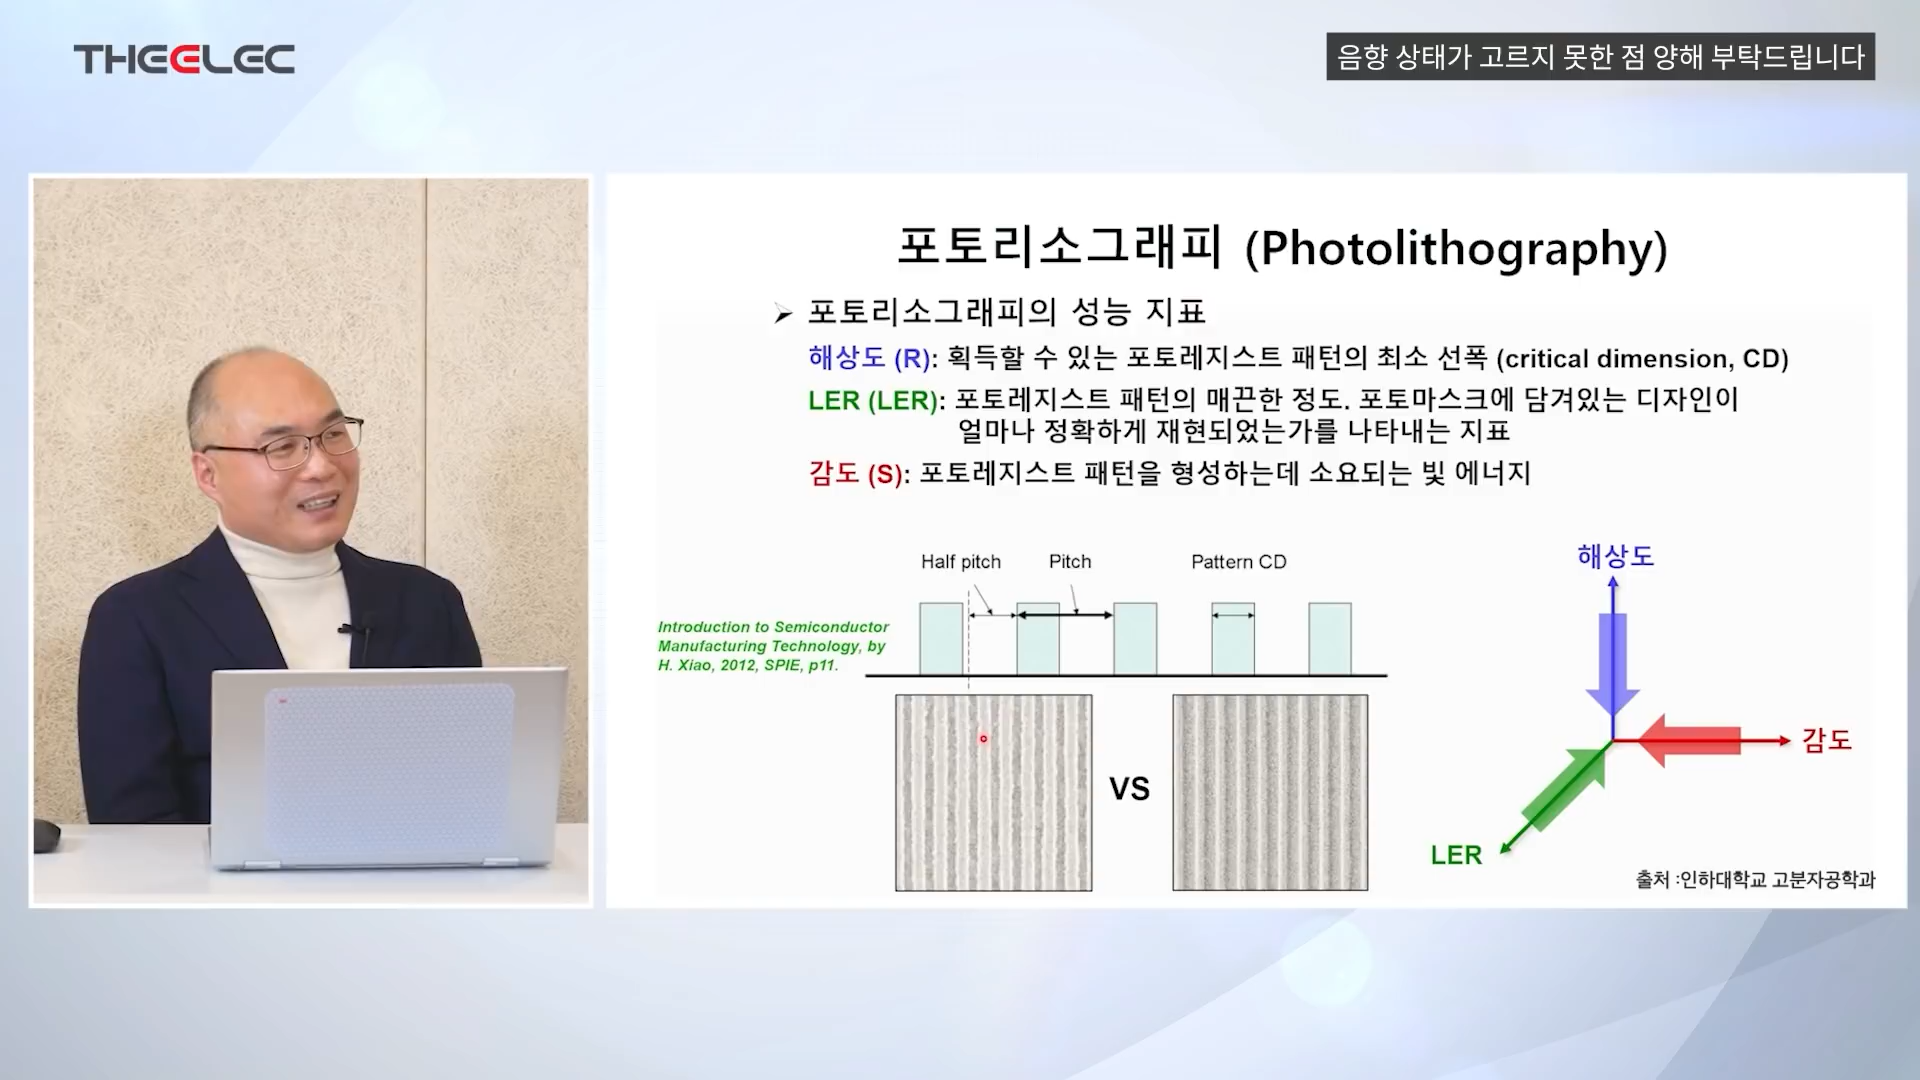 THEELEC
음향 상태가 고르지 못한 점 양해 부탁드립니다
포토리소그래피 (Photolithography)
➢ 포토리소그래피의 성능 지표
해상도 (R): 획득할 수 있는 포토레지스트 패턴의 최소 선폭 (critical dimension, CD)
LER (LER): 포토레지스트 패턴의 매끈한 정도. 포토마스크에 담겨있는 디자인이
얼마나 정확하게 재현되었는가를 나타내는 지표
감도 (S): 포토레지스트 패턴을 형성하는데 소요되는 빛 에너지
Half pitch
Pitch
Pattern CD
Introduction to Semiconductor
Manufacturing Technology, by
H. Xiao, 2012, SPIE, p11.
VS
해상도
감도
LER
출처 :인하대학교 고분자공학과